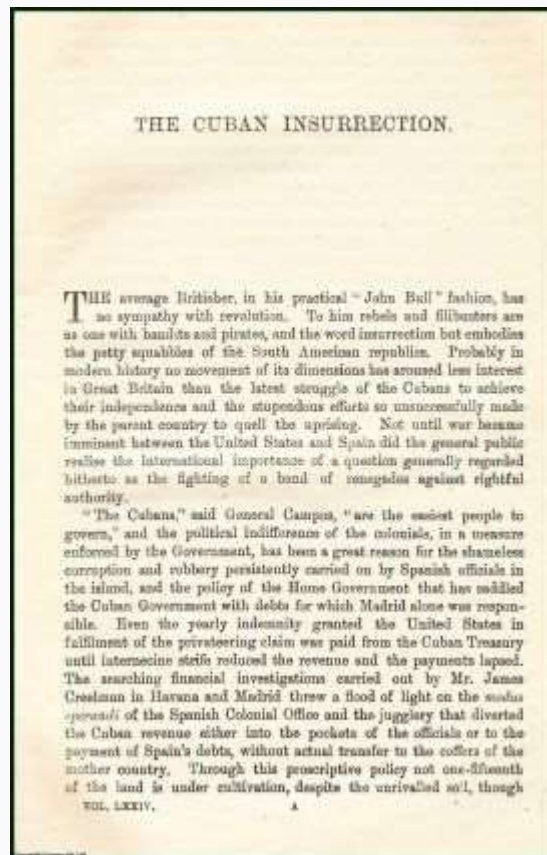 THE CUBAN INSURRECTION.
THE average Britisher, in his practical "John Bull" fashion, has
no sympathy with revolution. To him rebels and filibusters are
as one with bandits and pirates, and the word insurrection but embodies
the petty squabbles of the South American republics. Probably in
modern history no movement of its dimensions has aroused less interest
in Great Britain than the latest struggle of the Cubans to achieve
their independence and the stupendous efforts so unsuccessfully made
by the parent country to quell the uprising. Not until war became
imminent between the United States and Spain did the general public
realise the international importance of a question generally regarded
hitherto as the fighting of a band of renegades against rightful
authority.
"The Cubans," said General Campos, "are the easiest people to
govern," and the political indifference of the colonials, in a measure
enforced by the Government, has been a great reason for the shameless
corruption and robbery persistently carried on by Spanish officials in
the island, and the policy of the Home Government that has saddled
the Cuban Government with debts for which Madrid alone was respon-
sible. Even the yearly indemnity granted the United States in
fulfilment of the privateering claim was paid from the Cuban Treasury
until internecine strife reduced the revenue and the payments lapsed.
The searching financial investigations carried out by Mr. James
Creelman in Havana and Madrid threw a flood of light on the modus
operandi of the Spanish Colonial Office and the jugglery that diverted
the Cuban revenue either into the pockets of the officials or to the
payment of Spain's debts, without actual transfer to the coffers of the
mother country. Through this proscriptive policy not one-fifteenth
of the land is under cultivation, despite the unrivalled soil, though
VOL. LXXIV. A